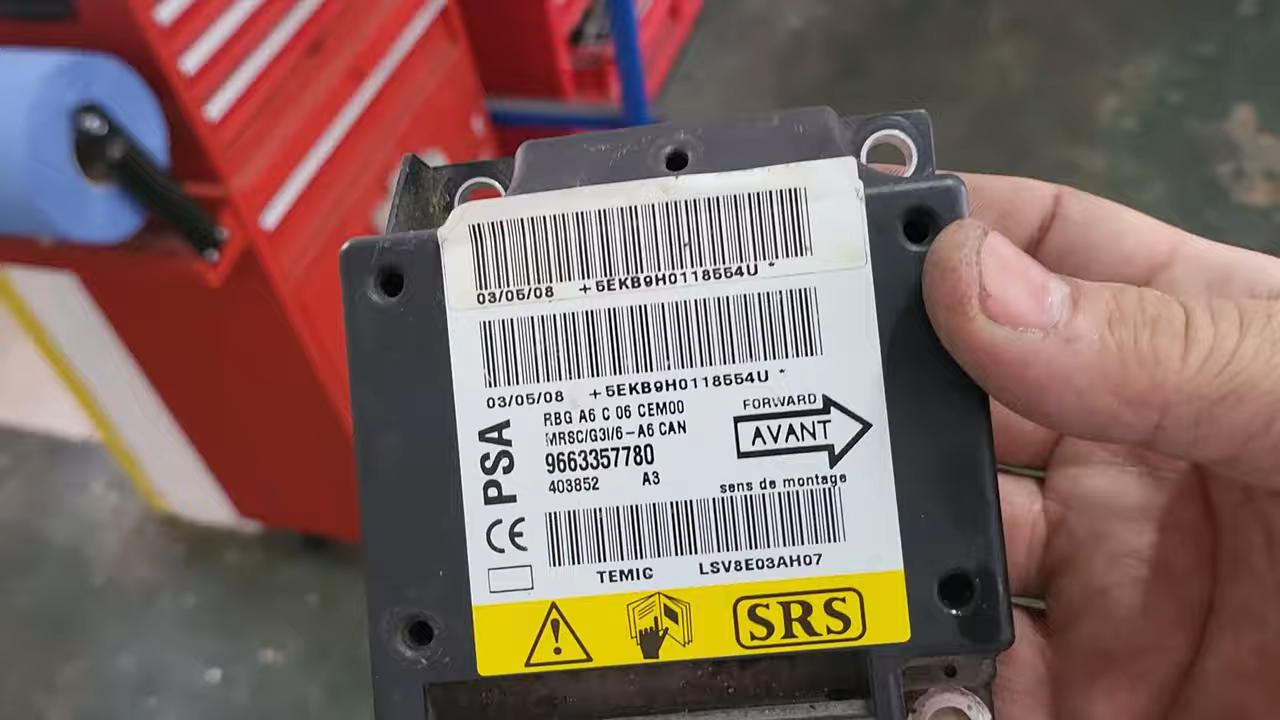 03/05/08 +5EKB9H0118554U *
03/05/08 +5EKB9H0118554U *
PSA
RBG A6 C 06 CEM00
MRSC/G3I/6-A6 CAN
9663357780
403852 A3
FORWARD
AVANT
sens de montage
CE
TEMIC LSV8E03AH07
SRS